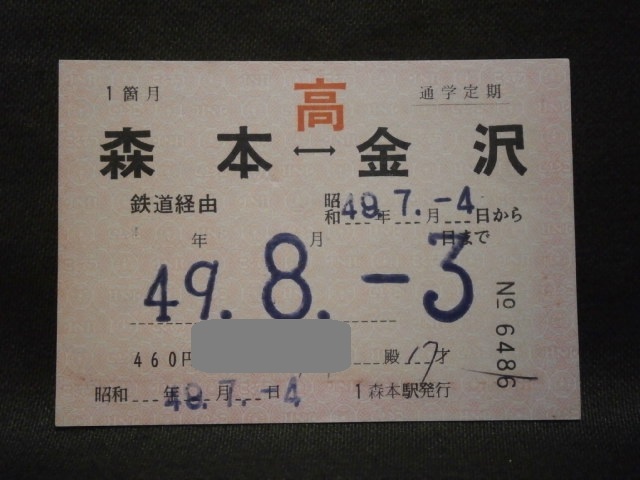 1箇月 高 通学定期
森本 ↔ 金沢
鉄道経由 昭和49年7月-4日から
年 月 日まで
49.8.-3
No 6486
460円 殿 17才
昭和49年7月-4日 1 森本駅発行